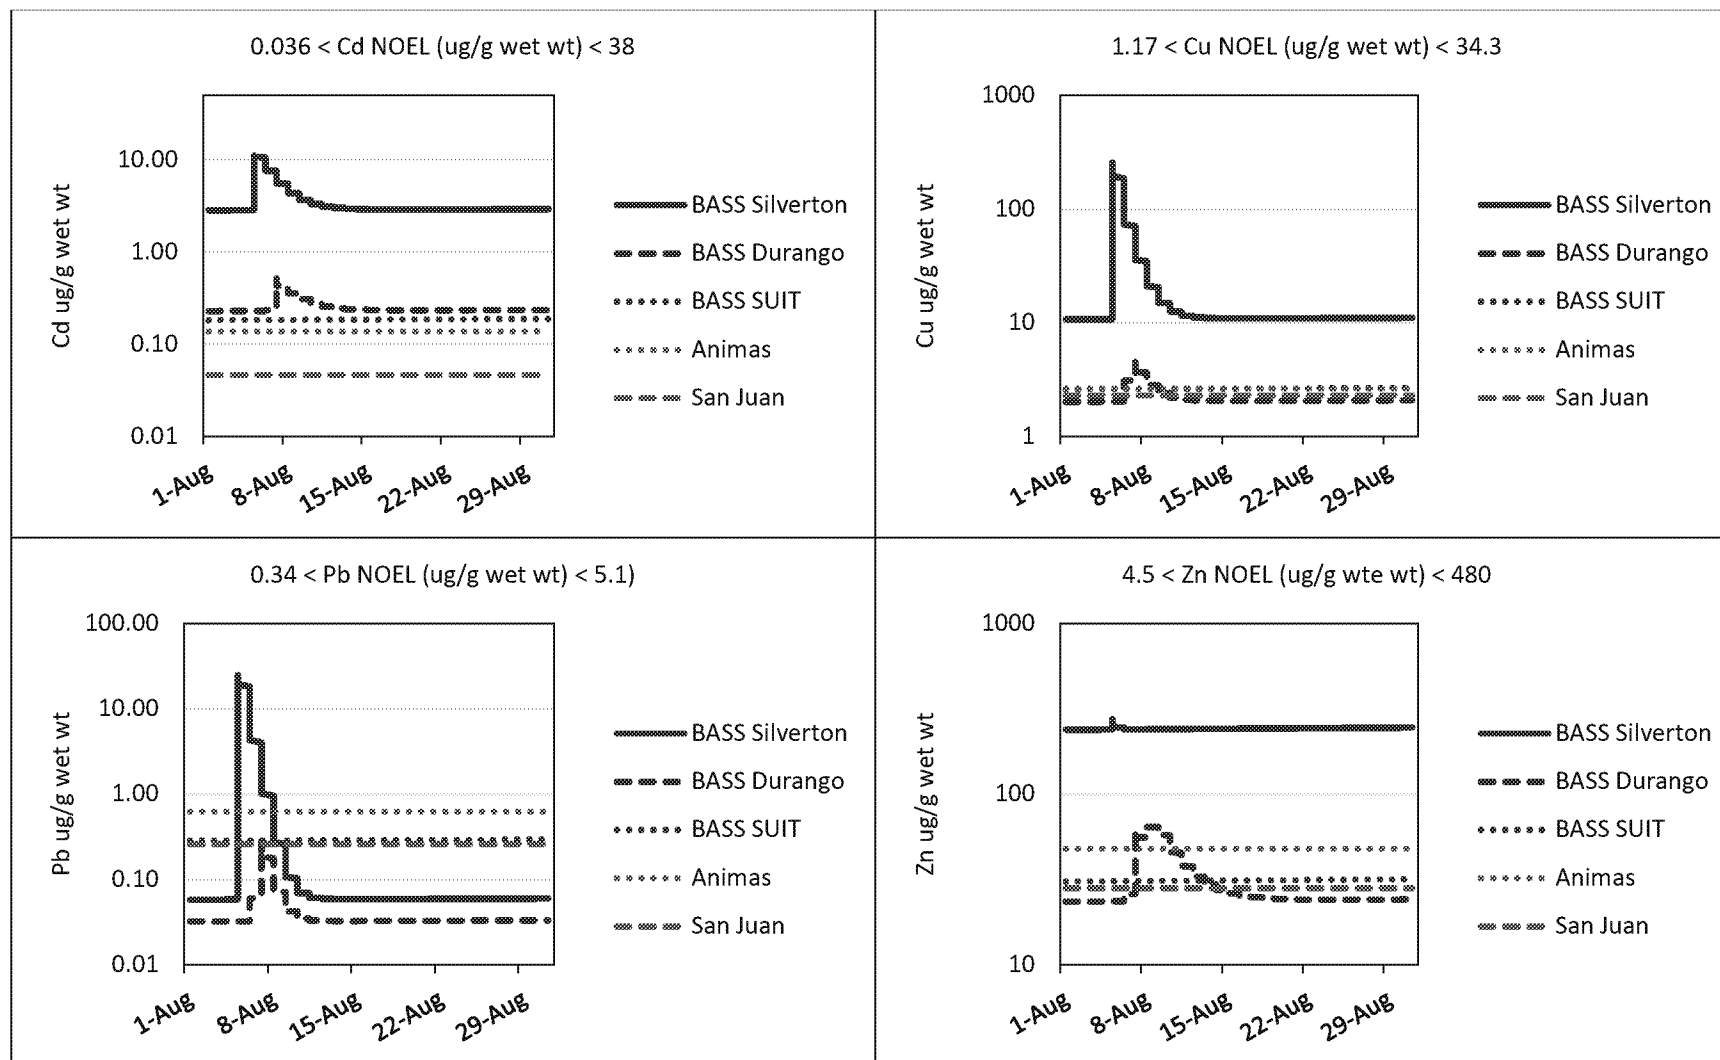 0.036 < Cd NOEL (ug/g wet wt) < 38
Cd ug/g wet wt
10.00
1.00
0.10
0.01
1-Aug
8-Aug
15-Aug
22-Aug
29-Aug
BASS Silverton
BASS Durango
BASS SUIT
Animas
San Juan
1.17 < Cu NOEL (ug/g wet wt) < 34.3
Cu ug/g wet wt
1000
100
10
1
1-Aug
8-Aug
15-Aug
22-Aug
29-Aug
BASS Silverton
BASS Durango
BASS SUIT
Animas
San Juan
0.34 < Pb NOEL (ug/g wet wt) < 5.1)
Pb ug/g wet wt
100.00
10.00
1.00
0.10
0.01
1-Aug
8-Aug
15-Aug
22-Aug
29-Aug
BASS Silverton
BASS Durango
BASS SUIT
Animas
San Juan
4.5 < Zn NOEL (ug/g wte wt) < 480
Zn ug/g wet wt
1000
100
10
1-Aug
8-Aug
15-Aug
22-Aug
29-Aug
BASS Silverton
BASS Durango
BASS SUIT
Animas
San Juan